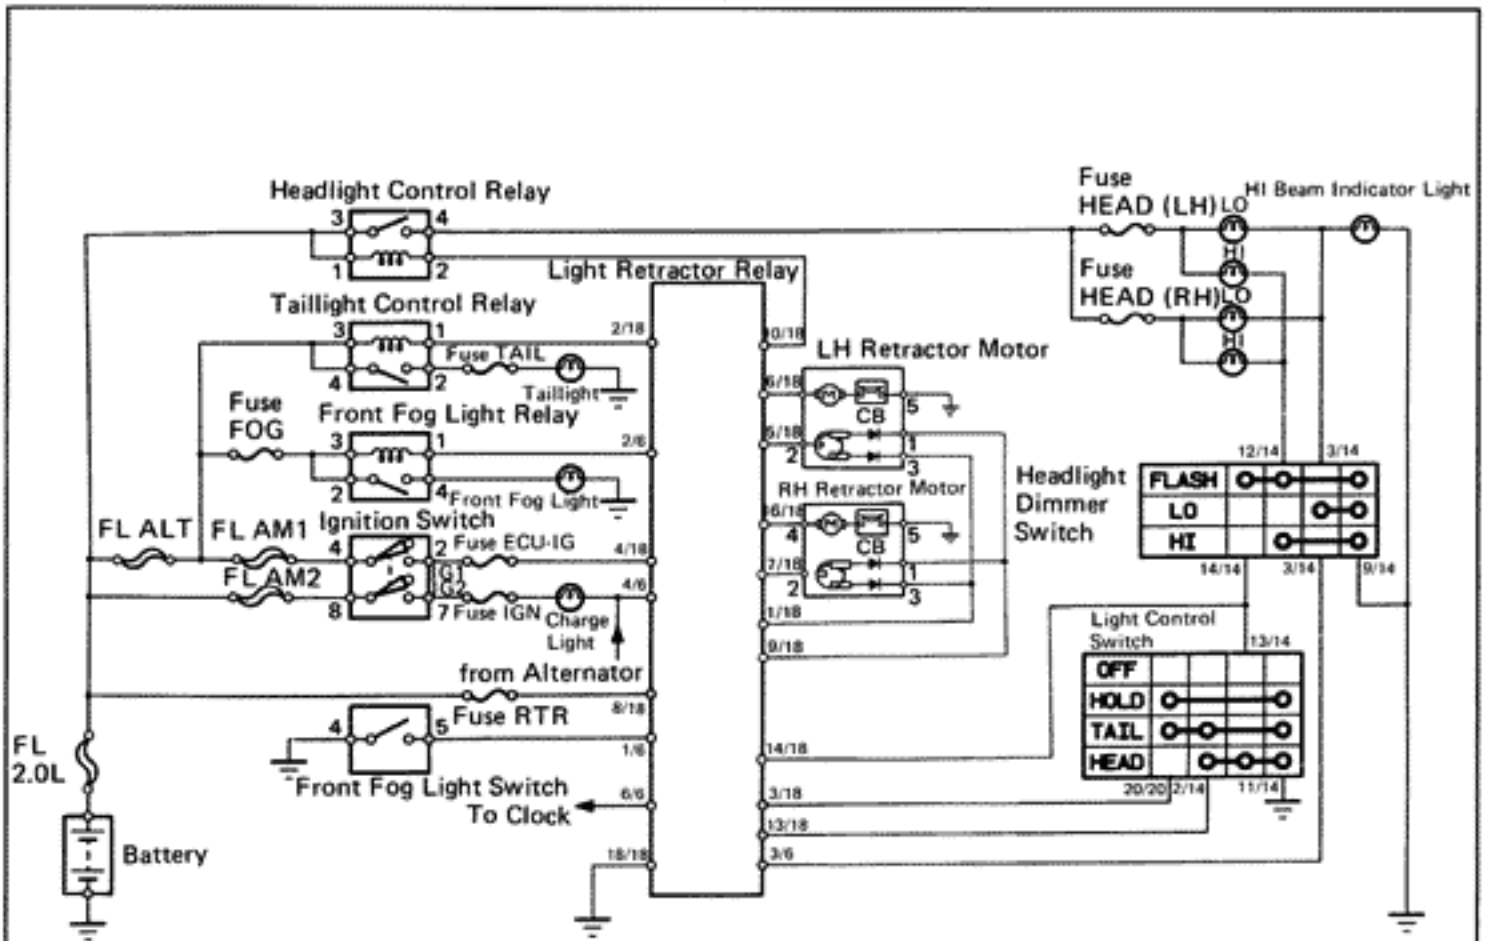 Headlight Control Relay
3 4
1 2
Fuse
HEAD (LH) LO
HI Beam Indicator Light
HI
Fuse
HEAD (RH) LO
HI
Light Retractor Relay
Taillight Control Relay
3 1
4 2
Fuse TAIL
Taillight
2/18
10/18
LH Retractor Motor
6/18
M
CB
5
5/18
2
1
3
Fuse
FOG
Front Fog Light Relay
3 1
2 4
Front Fog Light
2/6
RH Retractor Motor
16/18
4
M
CB
5
7/18
2
1
3
Headlight
Dimmer
Switch
12/14 3/14
FLASH
LO
HI
14/14 3/14 9/14
FL ALT FL AM1
FL AM2
Ignition Switch
4 2
IG1
IG2
8 7
Fuse ECU-IG
Fuse IGN
Charge
Light
4/18
4/6
from Alternator
Fuse RTR
8/18
1/18
9/18
Light Control
Switch
13/14
OFF
HOLD
TAIL
HEAD
20/20 2/14 11/14
4 5
1/6
Front Fog Light Switch
To Clock
6/6
18/18
14/18
3/18
13/18
3/6
FL
2.0L
Battery